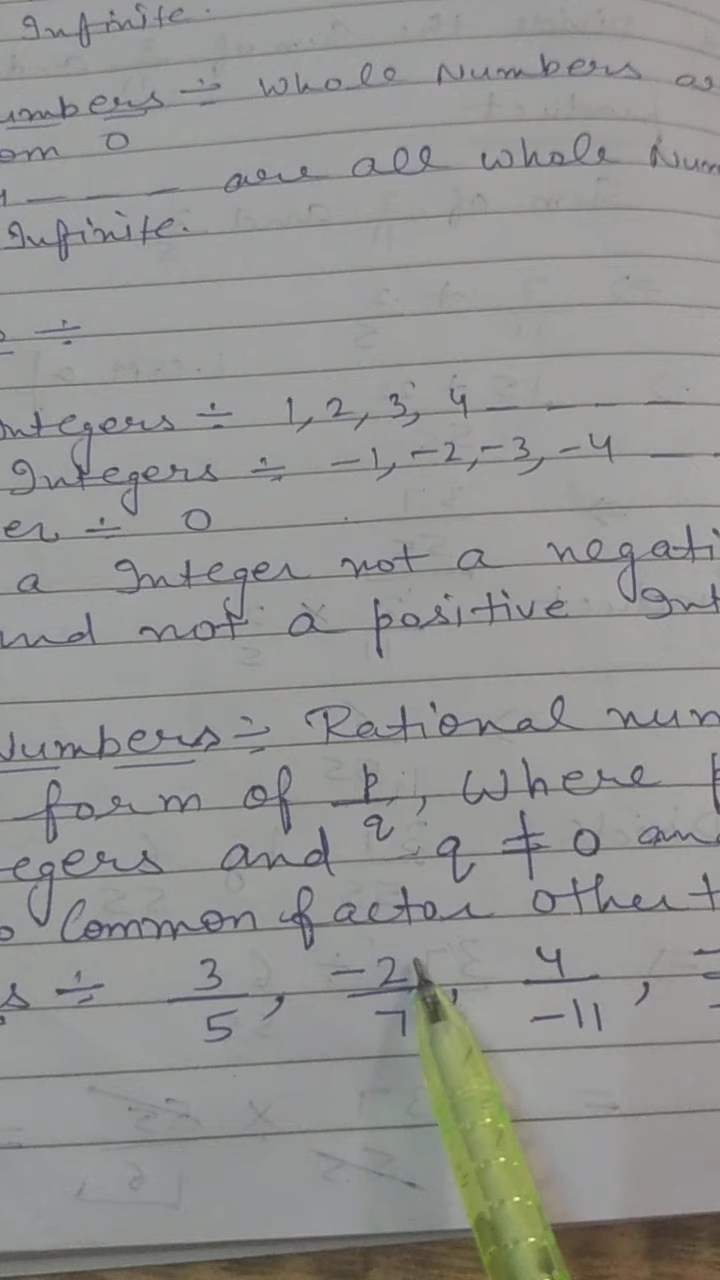 Infinite.
umbers ÷ Whole Numbers a
om 0
are all whole Num
Infinite.
÷
ntegers ÷ 1, 2, 3, 4 - - -
Integers ÷ -1, -2, -3, -4 -
er ÷ 0
a Integer not a negati
nd not a positive Int
Numbers ÷ Rational num
form of p/q, Where p
egers and q ≠ 0 an
o Common factor other t
s ÷ 3/5, -2/7, 4/-11,